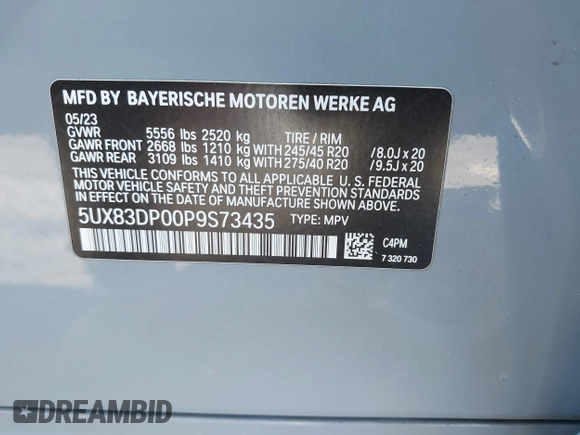 MFD BY BAYERISCHE MOTOREN WERKE AG
05/23
GVWR 5556 lbs 2520 kg TIRE / RIM
GAWR FRONT 2668 lbs 1210 kg WITH 245/45 R20 /8.0J x 20
GAWR REAR 3109 lbs 1410 kg WITH 275/40 R20 /9.5J x 20
THIS VEHICLE CONFORMS TO ALL APPLICABLE U. S. FEDERAL
MOTOR VEHICLE SAFETY AND THEFT PREVENTION STANDARDS
IN EFFECT ON THE DATE OF MANUFACTURE SHOWN ABOVE.
5UX83DP00P9S73435 TYPE: MPV
C4PM
7 320 730
DREAMBID